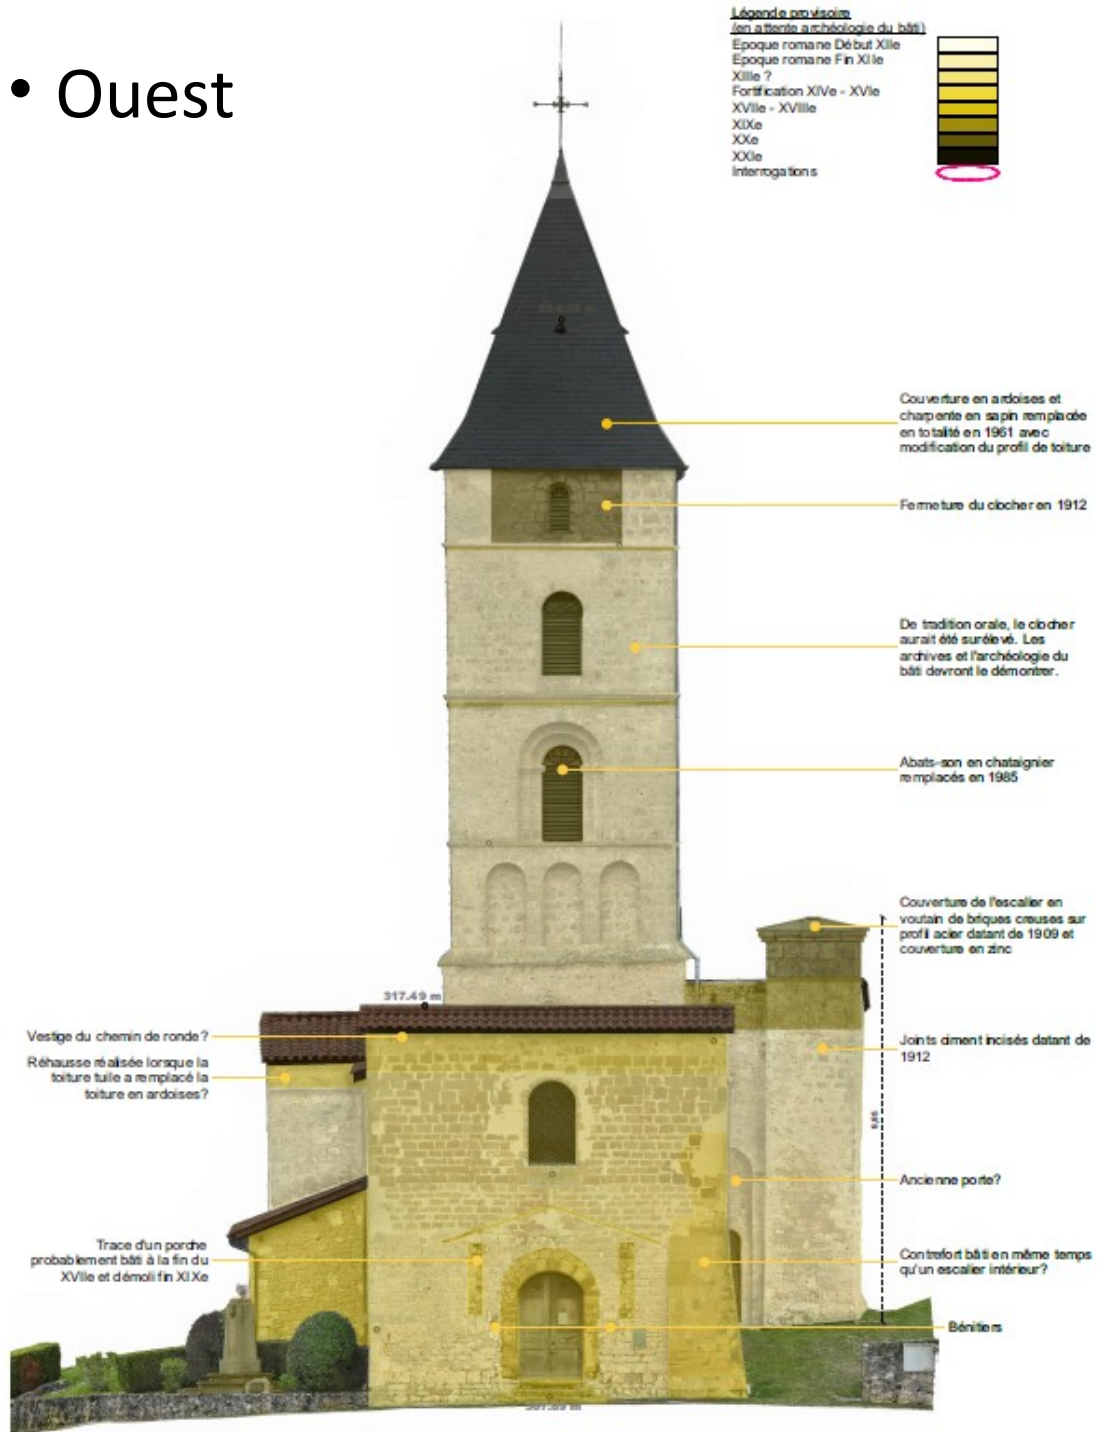 • Ouest
Légende provisoire
(en attente archéologie du bâti)
Epoque romane Début XIIe
Epoque romane Fin XIIe
XIIIe ?
Fortification XIVe - XVIe
XVIIe - XVIIIe
XIXe
XXe
XXIe
Interrogations
Couverture en ardoises et
charpente en sapin remplacée
en totalité en 1961 avec
modification du profil de toiture
Fermeture du clocher en 1912
De tradition orale, le clocher
aurait été surélevé. Les
archives et l'archéologie du
bâti devront le démontrer.
Abats-son en chataignier
remplacés en 1985
Couverture de l'escalier en
voutain de briques creuses sur
profil acier datant de 1909 et
couverture en zinc
317.49 m
Vestige du chemin de ronde ?
Réhausse réalisée lorsque la
toiture tuile a remplacé la
toiture en ardoises?
Joints ciment incisés datant de
1912
Ancienne porte?
Trace d'un porche
probablement bâti à la fin du
XVIIe et démoli fin XIXe
Contrefort bâti en même temps
qu'un escalier intérieur?
Bénitiers